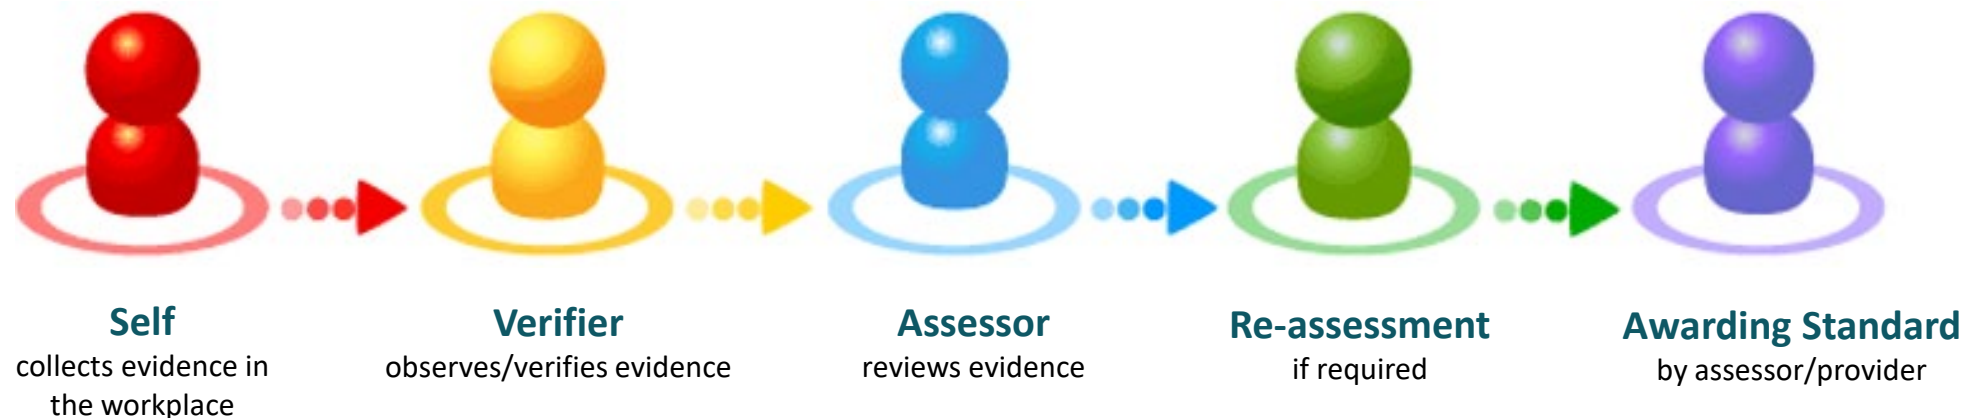 Self
collects evidence in
the workplace
Verifier
observes/verifies evidence
Assessor
reviews evidence
Re-assessment
if required
Awarding Standard
by assessor/provider